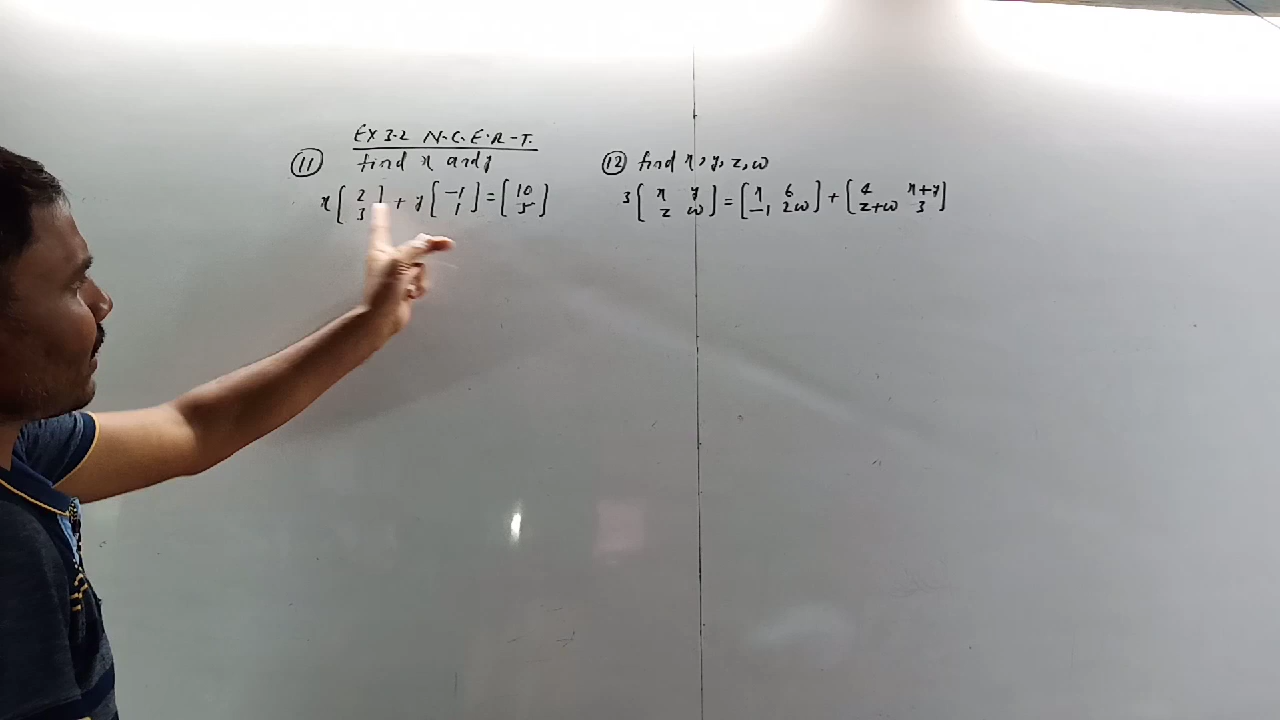 EX 3.2 N.C.E.R-T.
(11) find x and y
x [ 2 3 ] + y [ -1 1 ] = [ 10 5 ]
(12) find x, y, z, w
3 [ x y z w ] = [ x 6 -1 2w ] + [ 4 x+y z+w 3 ]